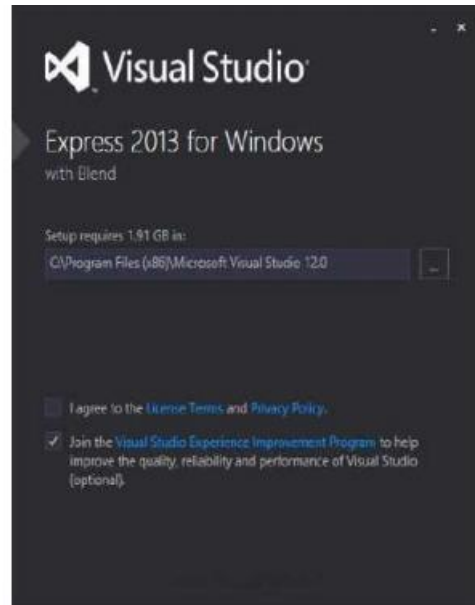 Visual Studio
Express 2013 for Windows
with Blend
Setup requires 1.91 GB in:
C:\Program Files (x86)\Microsoft Visual Studio 12.0
...
I agree to the License Terms and Privacy Policy.
Join the Visual Studio Experience Improvement Program to help
improve the quality, reliability and performance of Visual Studio
(optional).